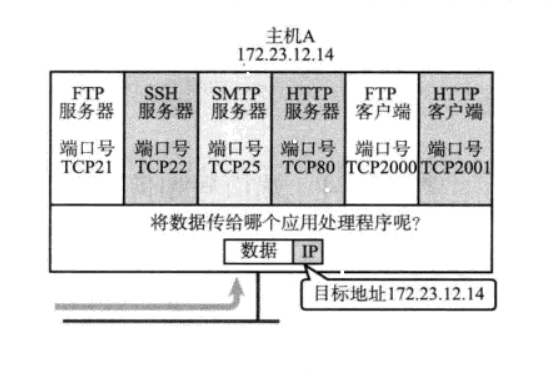 主机A
172.23.12.14
FTP
服务器
端口号
TCP21
SSH
服务器
端口号
TCP22
SMTP
服务器
端口号
TCP25
HTTP
服务器
端口号
TCP80
FTP
客户端
端口号
TCP2000
HTTP
客户端
端口号
TCP2001
将数据传给哪个应用处理程序呢?
数据 IP
目标地址172.23.12.14